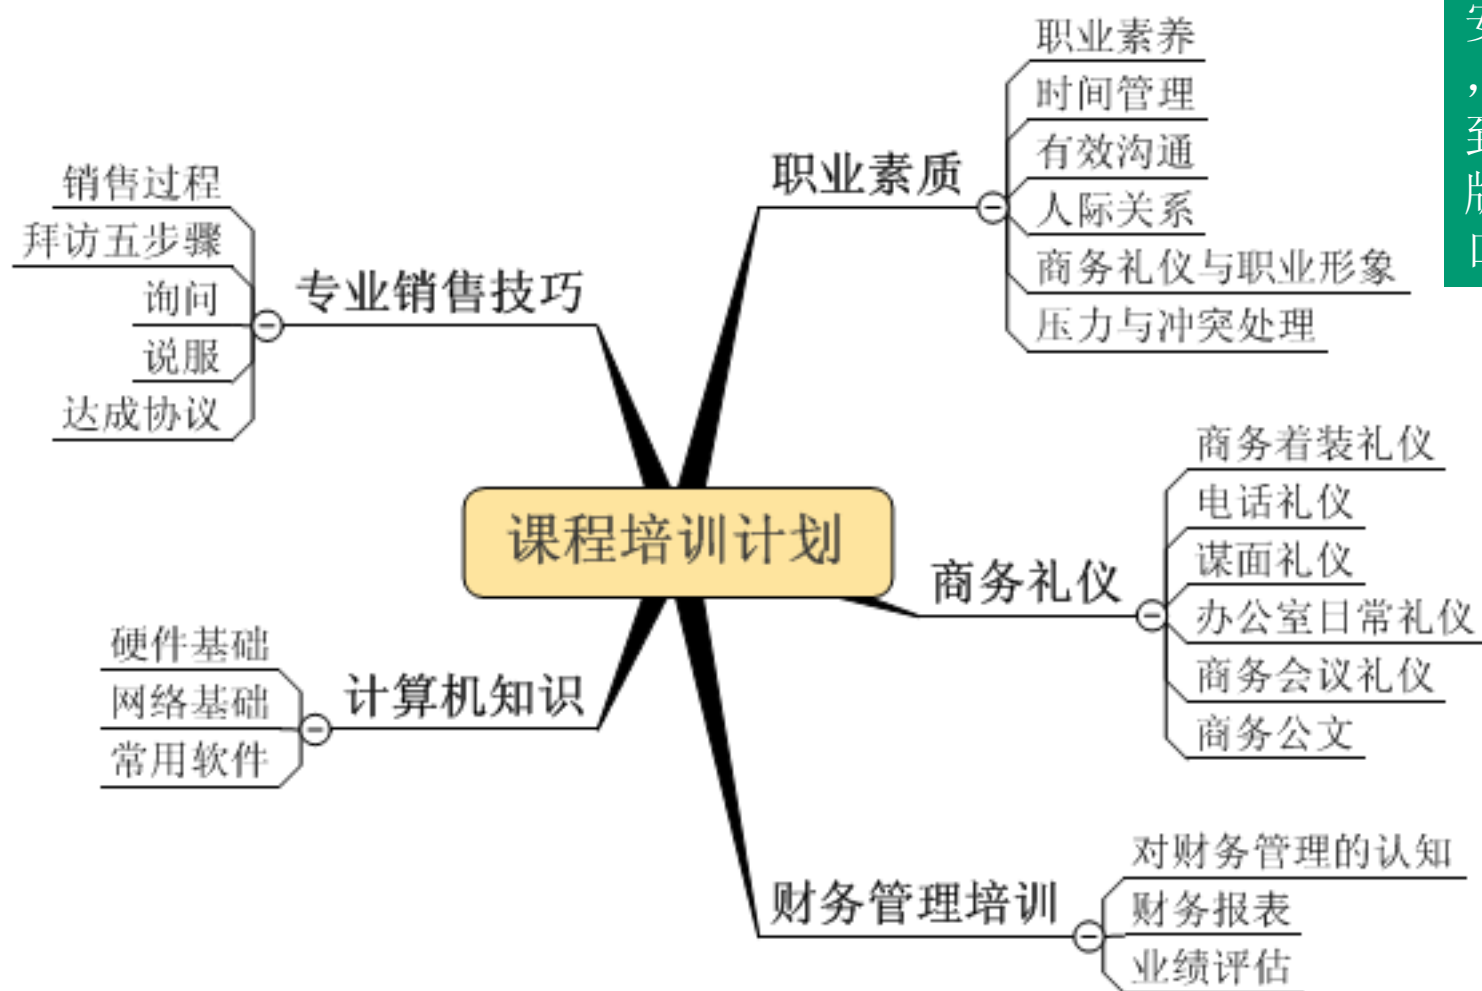 课程培训计划
职业素质
职业素养
时间管理
有效沟通
人际关系
商务礼仪与职业形象
压力与冲突处理
商务礼仪
商务着装礼仪
电话礼仪
谋面礼仪
办公室日常礼仪
商务会议礼仪
商务公文
财务管理培训
对财务管理的认知
财务报表
业绩评估
专业销售技巧
销售过程
拜访五步骤
询问
说服
达成协议
计算机知识
硬件基础
网络基础
常用软件
，
到